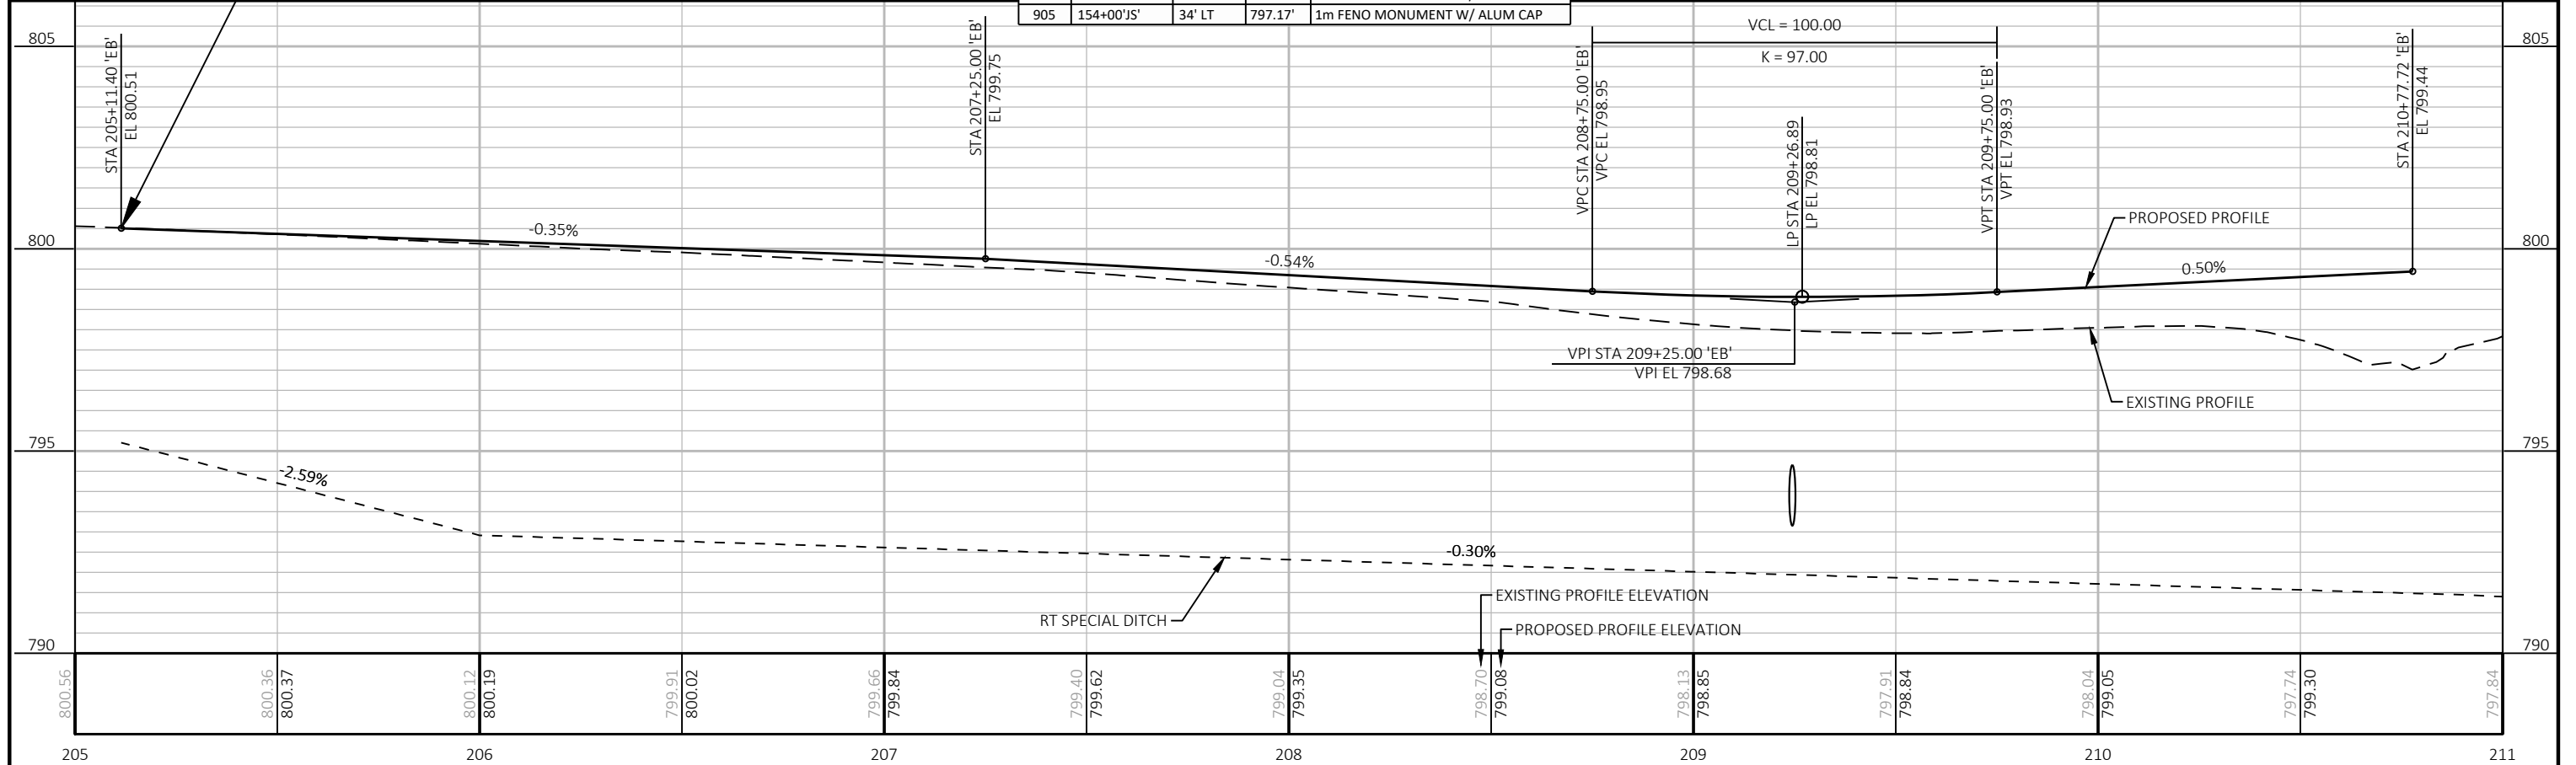 905 154+00'JS' 34' LT 797.17' 1m FENO MONUMENT W/ ALUM CAP
805
805
STA 205+11.40 'EB'
EL 800.51
STA 207+25.00 'EB'
EL 799.75
VCL = 100.00
K = 97.00
VPC STA 208+75.00 'EB'
VPC EL 798.95
LP STA 209+26.89
LP EL 798.81
VPT STA 209+75.00 'EB'
VPT EL 798.93
STA 210+77.72 'EB'
EL 799.44
PROPOSED PROFILE
800
-0.35%
-0.54%
0.50%
800
VPI STA 209+25.00 'EB'
VPI EL 798.68
EXISTING PROFILE
795
795
-2.59%
-0.30%
EXISTING PROFILE ELEVATION
RT SPECIAL DITCH
PROPOSED PROFILE ELEVATION
790
790
800.56
800.36
800.37
800.12
800.19
799.91
800.02
799.66
799.84
799.40
799.62
799.04
799.35
798.70
799.08
798.13
798.85
797.91
798.84
798.04
799.05
797.74
799.30
797.84
205 206 207 208 209 210 211